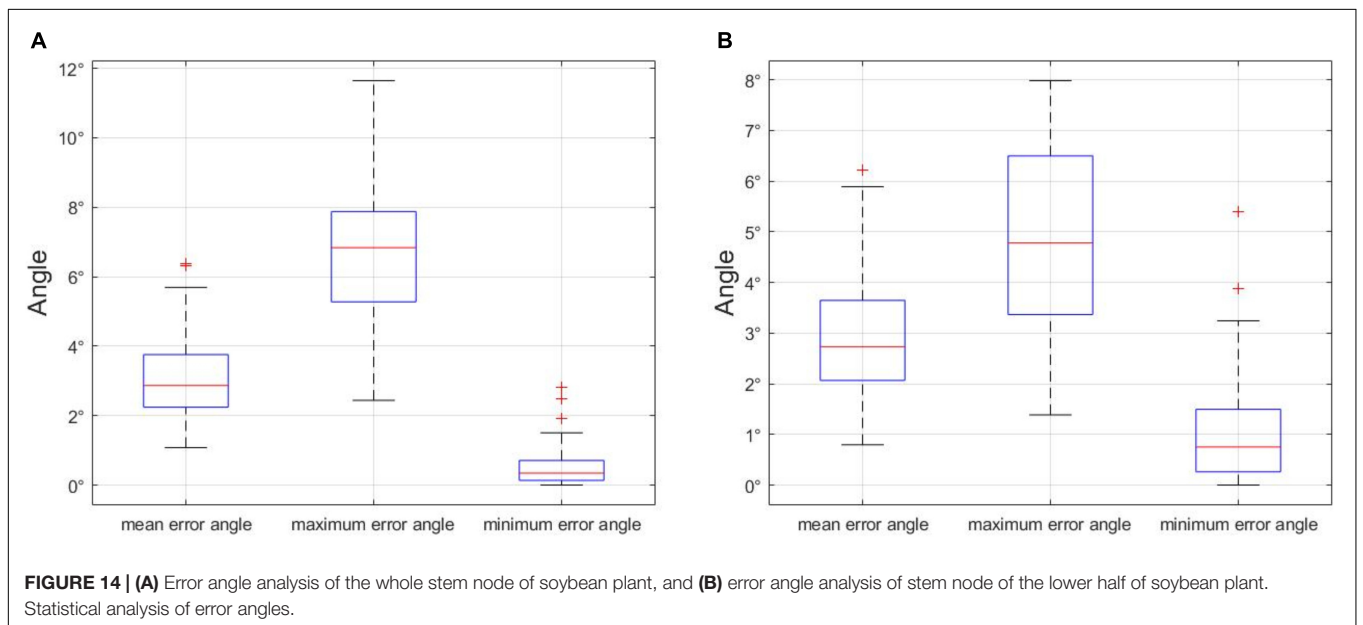 A
12°
10°
8°
6°
4°
2°
0°
Angle
mean error angle
maximum error angle
minimum error angle
B
8°
7°
6°
5°
4°
3°
2°
1°
0°
Angle
mean error angle
maximum error angle
minimum error angle
FIGURE 14 | (A) Error angle analysis of the whole stem node of soybean plant, and (B) error angle analysis of stem node of the lower half of soybean plant.
Statistical analysis of error angles.